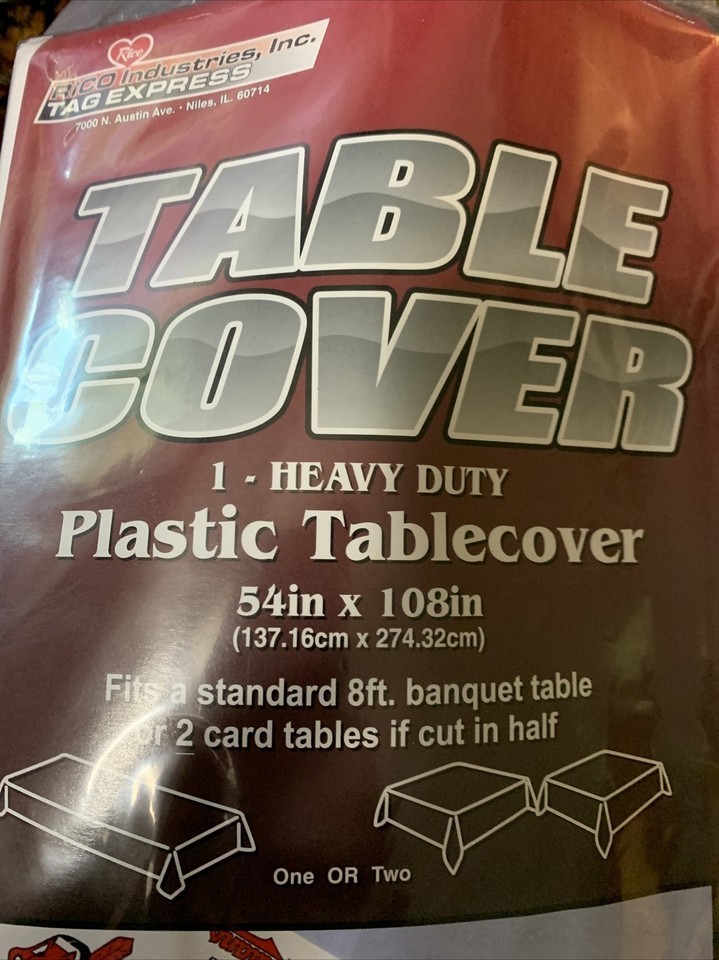 Rico
RICO Industries, Inc.
TAG EXPRESS
7000 N. Austin Ave. · Niles, IL. 60714
TABLE
COVER
1 - HEAVY DUTY
Plastic Tablecover
54in x 108in
(137.16cm x 274.32cm)
Fits a standard 8ft. banquet table
or 2 card tables if cut in half
One OR Two